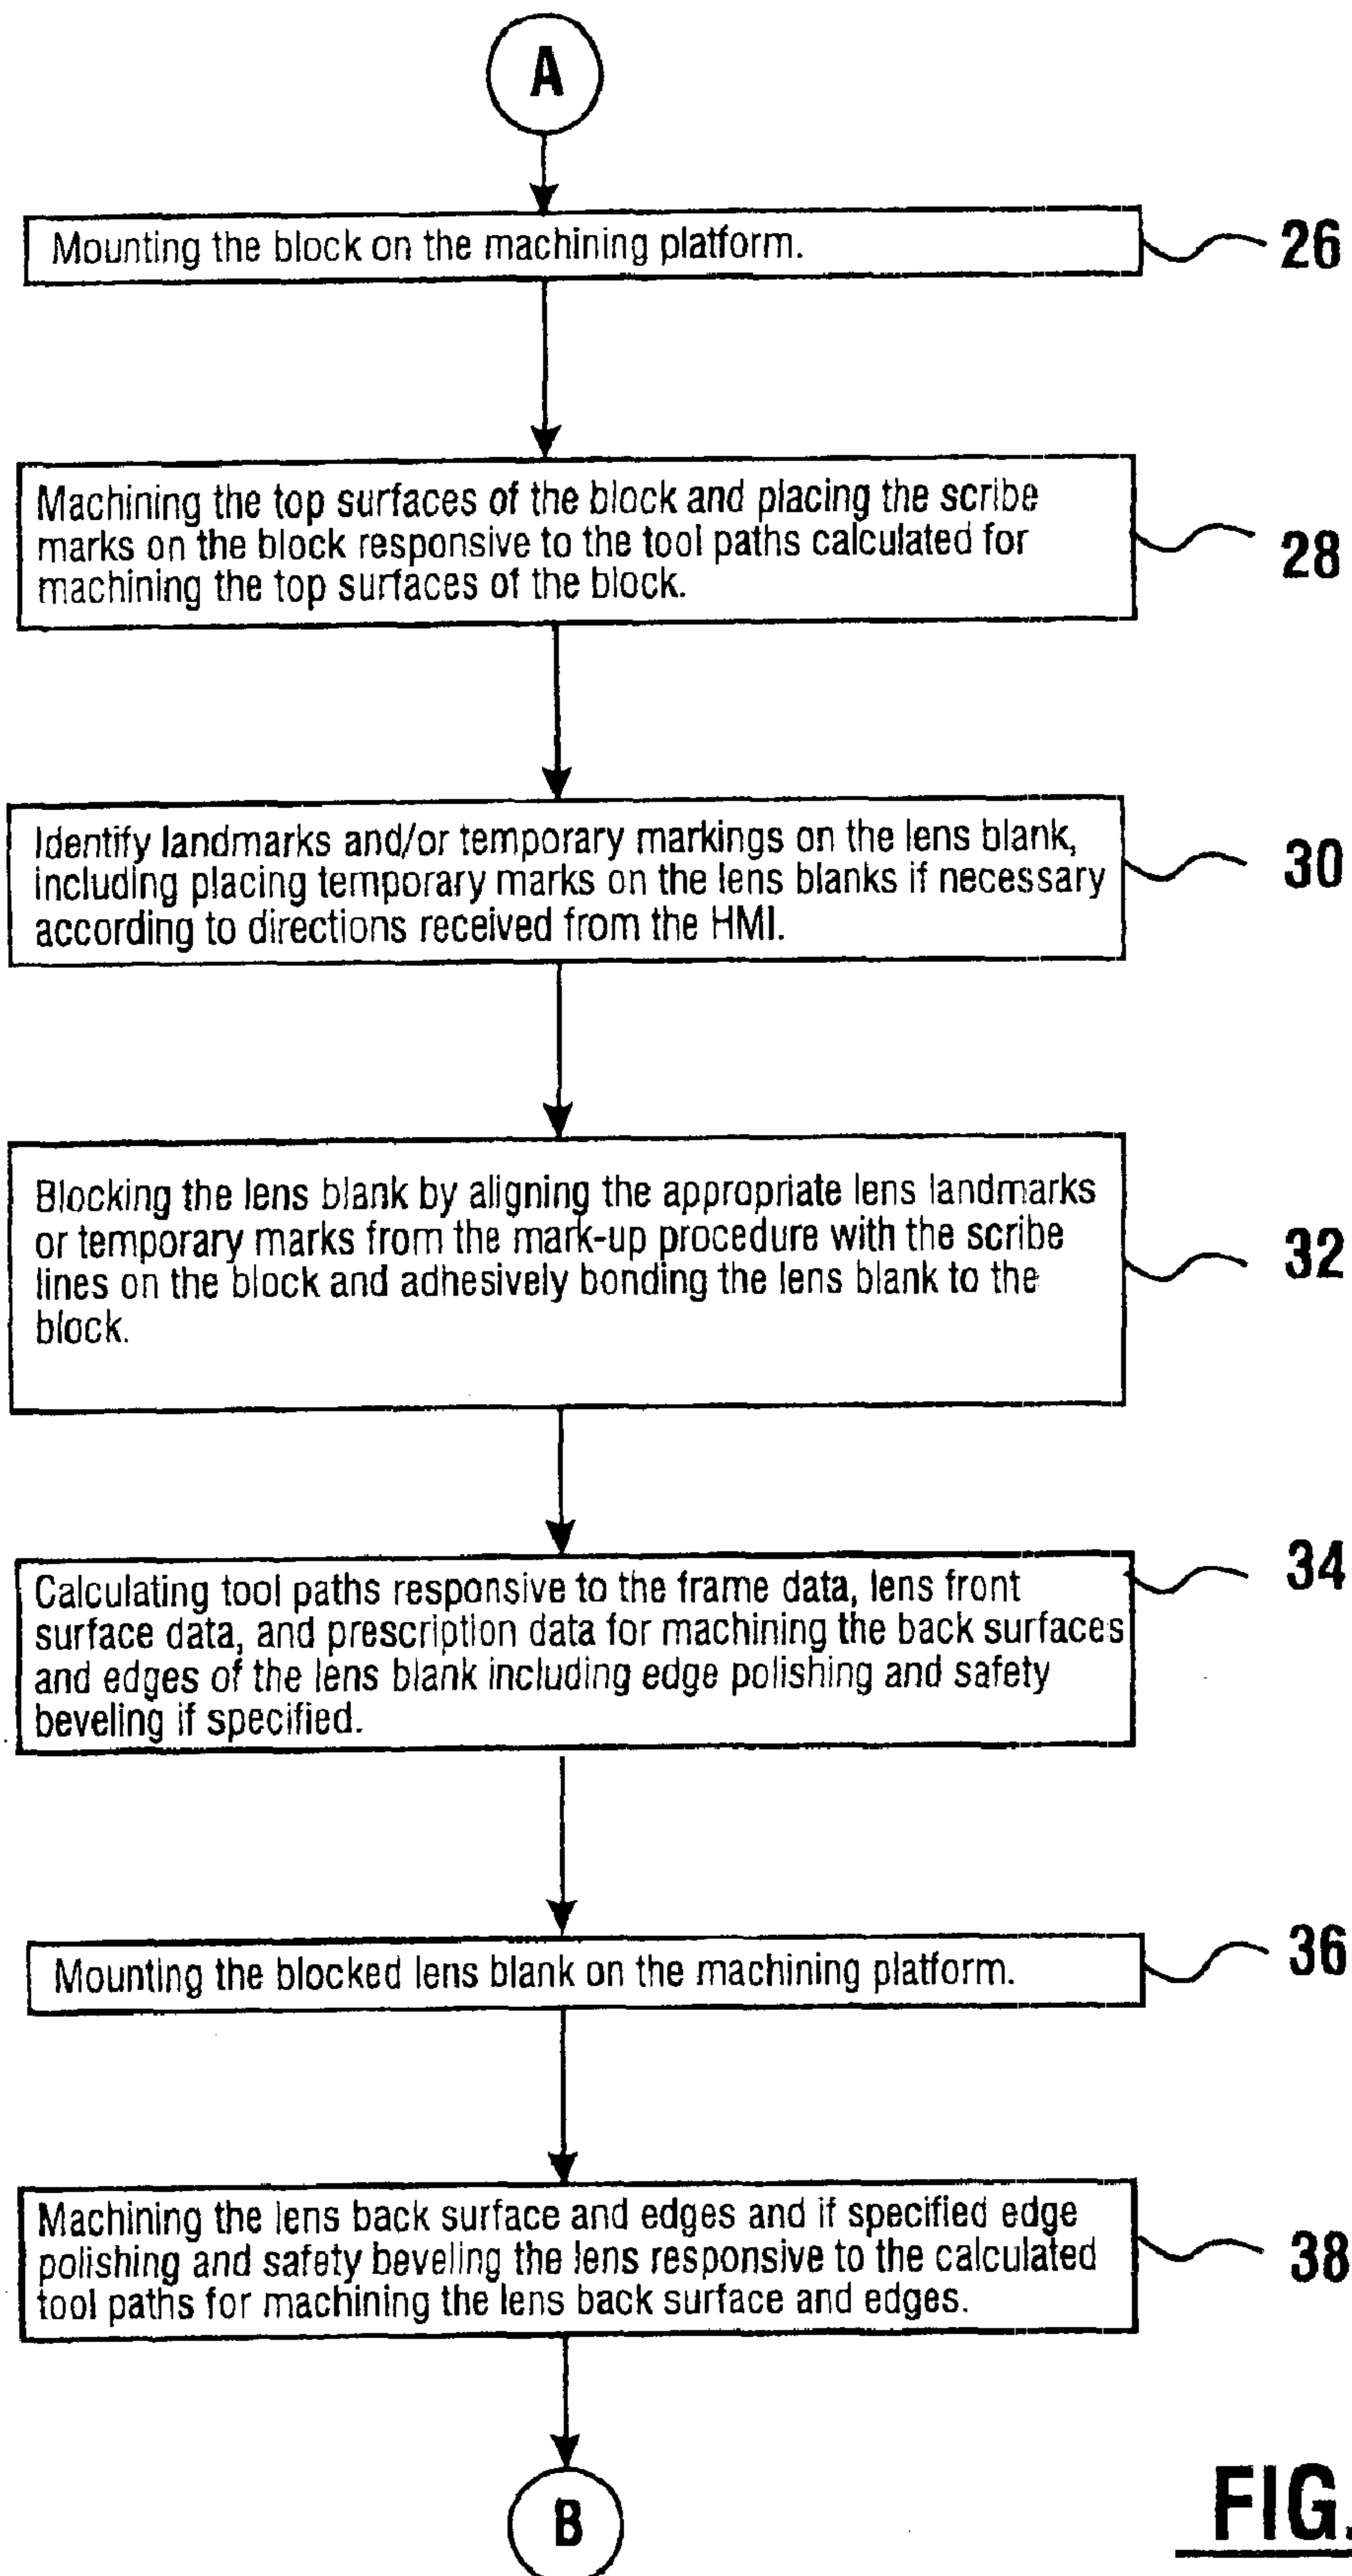 A
Mounting the block on the machining platform.
26
Machining the top surfaces of the block and placing the scribe
marks on the block responsive to the tool paths calculated for
machining the top surfaces of the block.
28
Identify landmarks and/or temporary markings on the lens blank,
including placing temporary marks on the lens blanks if necessary
according to directions received from the HMI.
30
Blocking the lens blank by aligning the appropriate lens landmarks
or temporary marks from the mark-up procedure with the scribe
lines on the block and adhesively bonding the lens blank to the
block.
32
Calculating tool paths responsive to the frame data, lens front
surface data, and prescription data for machining the back surfaces
and edges of the lens blank including edge polishing and safety
beveling if specified.
34
Mounting the blocked lens blank on the machining platform.
36
Machining the lens back surface and edges and if specified edge
polishing and safety beveling the lens responsive to the calculated
tool paths for machining the lens back surface and edges.
38
B
FIG.